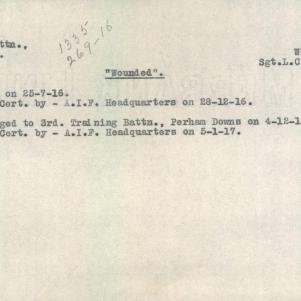 ttn.,
1335
269-16
"Wounded".
Sgt.L.C
on 25-7-16.
Cert. by - A.I.F. Headquarters on 28-12-16.
ged to 3rd. Training Battn., Perham Downs on 4-12-1
Cert. by - A.I.F. Headquarters on 5-1-17.